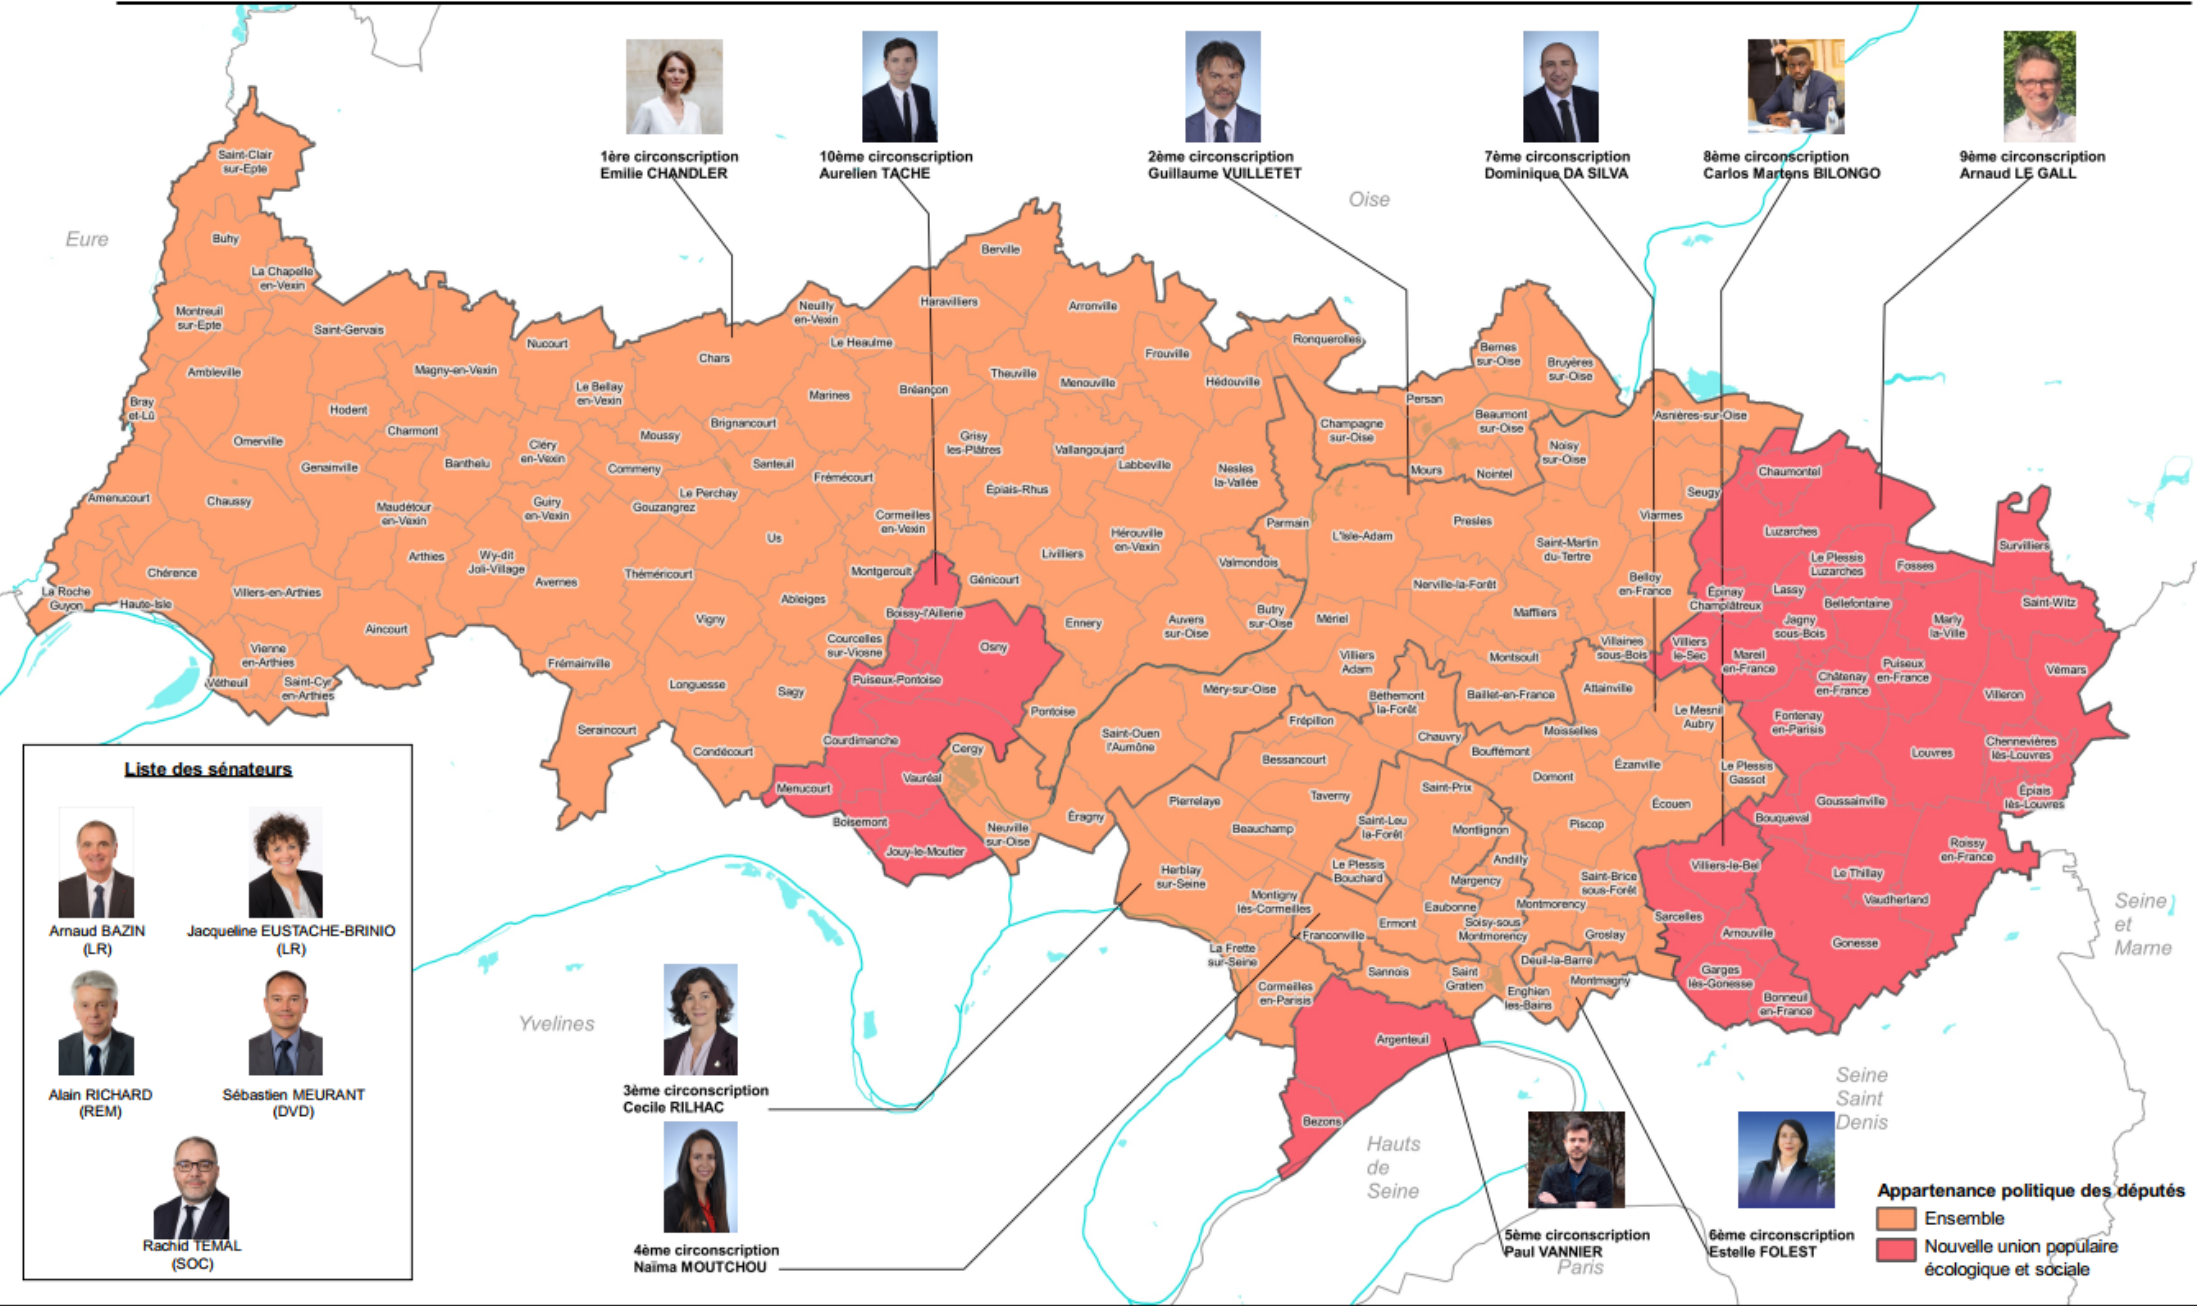 1ère circonscription
Emilie CHANDLER
10ème circonscription
Aurelien TACHE
2ème circonscription
Guillaume VUILLETET
7ème circonscription
Dominique DA SILVA
8ème circonscription
Carlos Martens BILONGO
9ème circonscription
Arnaud LE GALL
Oise
Eure
Saint-Clair
sur-Epte
Buhy
La Chapelle
en-Vexin
Montreuil
sur-Epte
Saint-Gervais
Ambleville
Magny-en-Vexin
Nucourt
Bray
et-Lû
Hodent
Omerville
Charmont
Genainville
Banthelu
Cléry
en-Vexin
Le Bellay
en-Vexin
Chars
Neuilly
en-Vexin
Le Heaulme
Haravilliers
Berville
Arronville
Marines
Bréançon
Theuville
Menouville
Frouville
Hédouville
Ronquerolles
Bernes
sur-Oise
Bruyères
sur-Oise
Persan
Beaumont
sur-Oise
Champagne
sur-Oise
Asnières-sur-Oise
Noisy
sur-Oise
Mours
Nointel
Moussy
Brignancourt
Commeny
Santeuil
Le Perchay
Gouzangrez
Frémécourt
Grisy
les-Plâtres
Vallangoujard
Labbeville
Nesles
la-Vallée
Épiais-Rhus
Cormeilles
en-Vexin
Amenucourt
Chaussy
Maudétour
en-Vexin
Guiry
en-Vexin
Us
Hérouville
en-Vexin
Parmain
L'Isle-Adam
Presles
Saint-Martin
du-Tertre
Viarmes
Seugy
Chaumontel
Luzarches
Le Plessis
Luzarches
Fosses
Survilliers
Arthies
Wy-dit
Joli-Village
Avernes
Théméricourt
Montgeroult
Livilliers
Génicourt
Valmondois
Nerville-la-Forêt
Belloy
en-France
Épinay
Champlâtreux
Lassy
Bellefontaine
Saint-Witz
Chérence
La Roche
Guyon
Haute-Isle
Villers-en-Arthies
Vigny
Ableiges
Boissy-l'Aillerie
Ennery
Auvers
sur-Oise
Butry
sur-Oise
Mériel
Maffliers
Jagny
sous-Bois
Marly
la-Ville
Aincourt
Courcelles
sur-Viosne
Osny
Villaines
sous-Bois
Villiers
le-Sec
Mareil
en-France
Vienne
en-Arthies
Vétheuil
Saint-Cyr
en-Arthies
Frémainville
Longuesse
Sagy
Puiseux-Pontoise
Villiers
Adam
Montsoult
Châtenay
en-France
Puiseux
en-France
Vémars
Villeron
Méry-sur-Oise
Béthemont
la-Forêt
Baillet-en-France
Attainville
Le Mesnil
Aubry
Fontenay
en-Parisis
Seraincourt
Condécourt
Courdimanche
Cergy
Pontoise
Saint-Ouen
l'Aumône
Frépillon
Chauvry
Bouffémont
Moisselles
Louvres
Chennevières
lès-Louvres
Menucourt
Vauréal
Bessancourt
Domont
Ézanville
Le Plessis
Gassot
Épiais
lès-Louvres
Boisemont
Jouy-le-Moutier
Neuville
sur-Oise
Éragny
Pierrelaye
Taverny
Saint-Prix
Écouen
Goussainville
Bouqueval
Beauchamp
Saint-Leu
la-Forêt
Montlignon
Piscop
Roissy
en-France
Herblay
sur-Seine
Le Plessis
Bouchard
Andilly
Margency
Saint-Brice
sous-Forêt
Villiers-le-Bel
Le Thillay
Vaudherland
Montigny
lès-Cormeilles
Eaubonne
Montmorency
Ermont
Soisy-sous
Montmorency
Groslay
Sarcelles
Arnouville
Gonesse
Franconville
La Frette
sur-Seine
Sannois
Saint
Gratien
Deuil-la-Barre
Enghien
les-Bains
Montmagny
Garges
lès-Gonesse
Bonneuil
en-France
Cormeilles
en-Parisis
Argenteuil
Bezons
Seine
et
Marne
Yvelines
Seine
Saint
Denis
Hauts
de
Seine
Paris
Liste des sénateurs
Arnaud BAZIN
(LR)
Jacqueline EUSTACHE-BRINIO
(LR)
Alain RICHARD
(REM)
Sébastien MEURANT
(DVD)
Rachid TEMAL
(SOC)
3ème circonscription
Cecile RILHAC
4ème circonscription
Naïma MOUTCHOU
5ème circonscription
Paul VANNIER
6ème circonscription
Estelle FOLEST
Appartenance politique des députés
Ensemble
Nouvelle union populaire
écologique et sociale